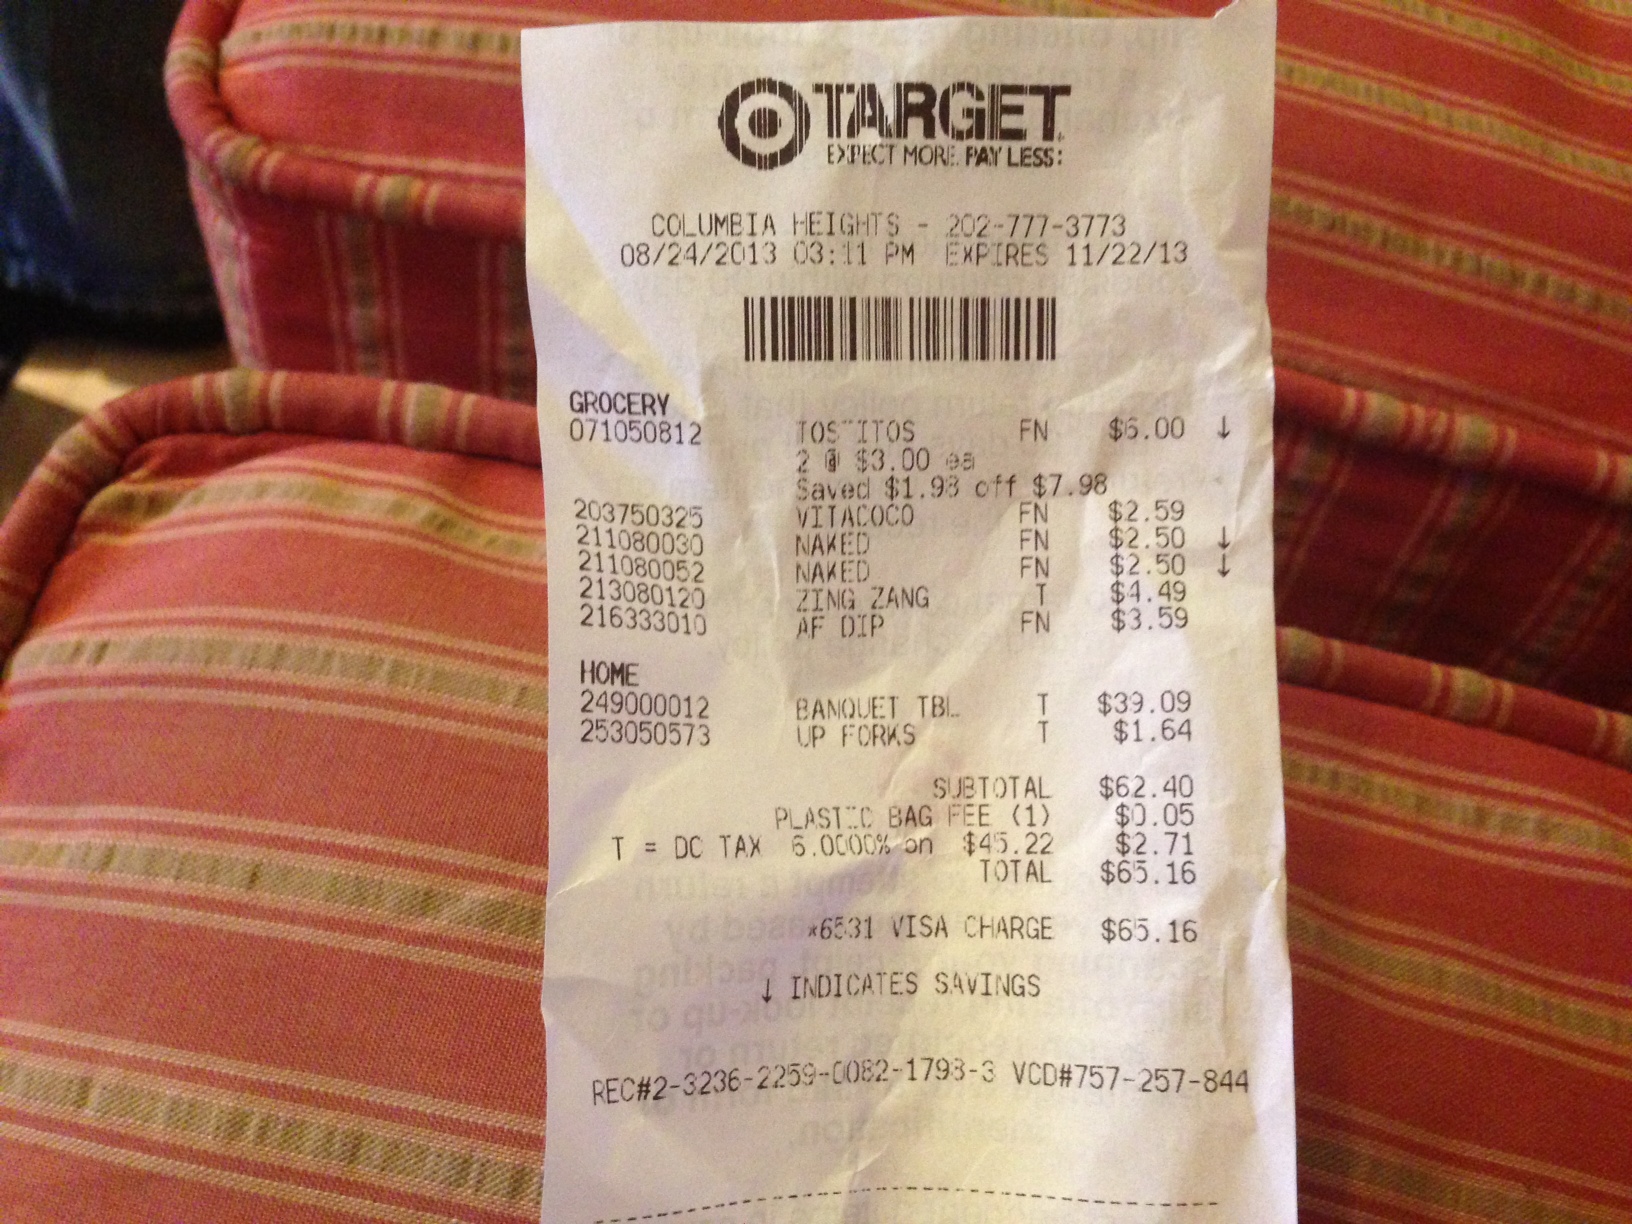 TARGET
EXPECT MORE. PAY LESS.
COLUMBIA HEIGHTS - 202-777-3773
08/24/2013 03:11 PM EXPIRES 11/22/13
GROCERY
071050812 TOSTITOS FN $6.00 ↓
2 @ $3.00 ea
Saved $1.98 off $7.98
203750325 VITACOCO FN $2.59
211080030 NAKED FN $2.50 ↓
211080052 NAKED FN $2.50 ↓
213080120 ZING ZANG T $4.49
216333010 AF DIP FN $3.59
HOME
249000012 BANQUET TBL T $39.09
253050573 UP FORKS T $1.64
SUBTOTAL $62.40
PLASTIC BAG FEE (1) $0.05
T = DC TAX 6.0000% on $45.22 $2.71
TOTAL $65.16
*6531 VISA CHARGE $65.16
↓ INDICATES SAVINGS
REC#2-3236-2259-0082-1798-3 VCD#757-257-844